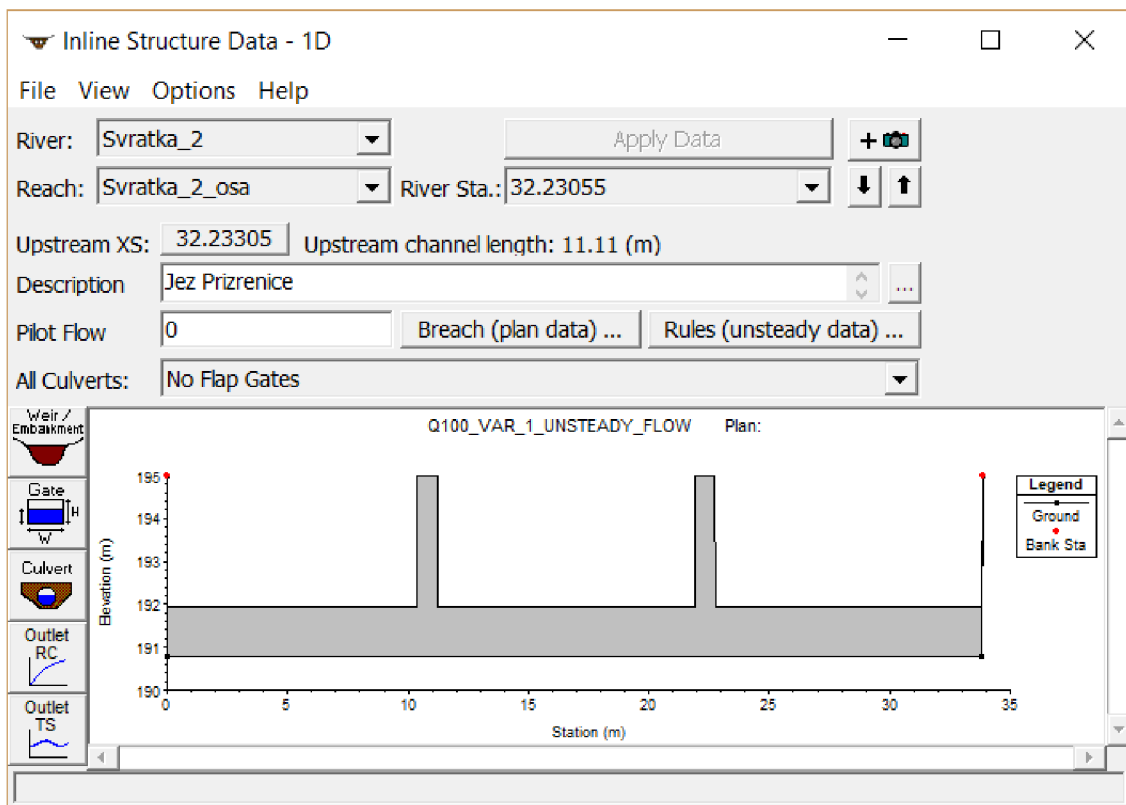 Inline Structure Data - 1D
File View Options Help
River: Svratka_2 Apply Data +
Reach: Svratka_2_osa River Sta.: 32.23055
Upstream XS: 32.23305 Upstream channel length: 11.11 (m)
Description Jez Prizrenice ...
Pilot Flow 0 Breach (plan data) ... Rules (unsteady data) ...
All Culverts: No Flap Gates
Weir /
Embankment
Gate
H
W
Culvert
Outlet
RC
Outlet
TS
Q100_VAR_1_UNSTEADY_FLOW Plan:
195
194
193
192
191
190
Elevation (m)
0 5 10 15 20 25 30 35
Station (m)
Legend
Ground
Bank Sta